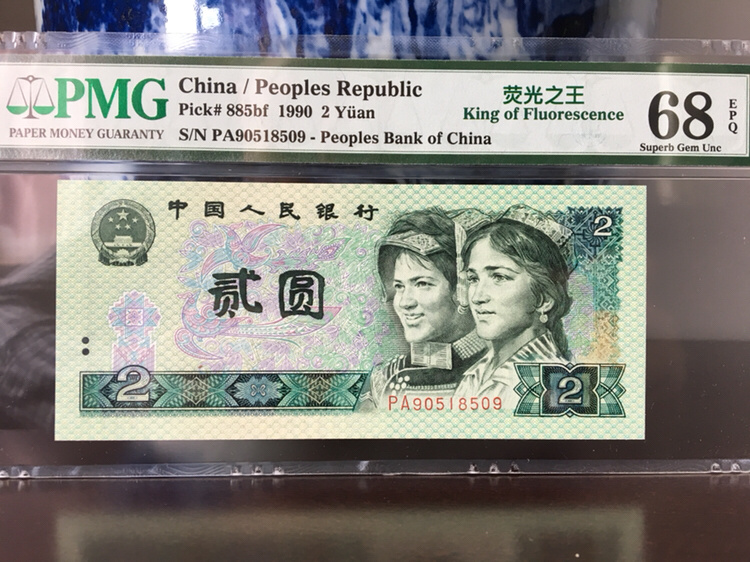 PMG
PAPER MONEY GUARANTY
China / Peoples Republic
Pick# 885bf 1990 2 Yüan
S/N PA90518509 - Peoples Bank of China
荧光之王
King of Fluorescence
68
EPQ
Superb Gem Unc
中国人民银行
2
贰圆
2
PA90518509
2